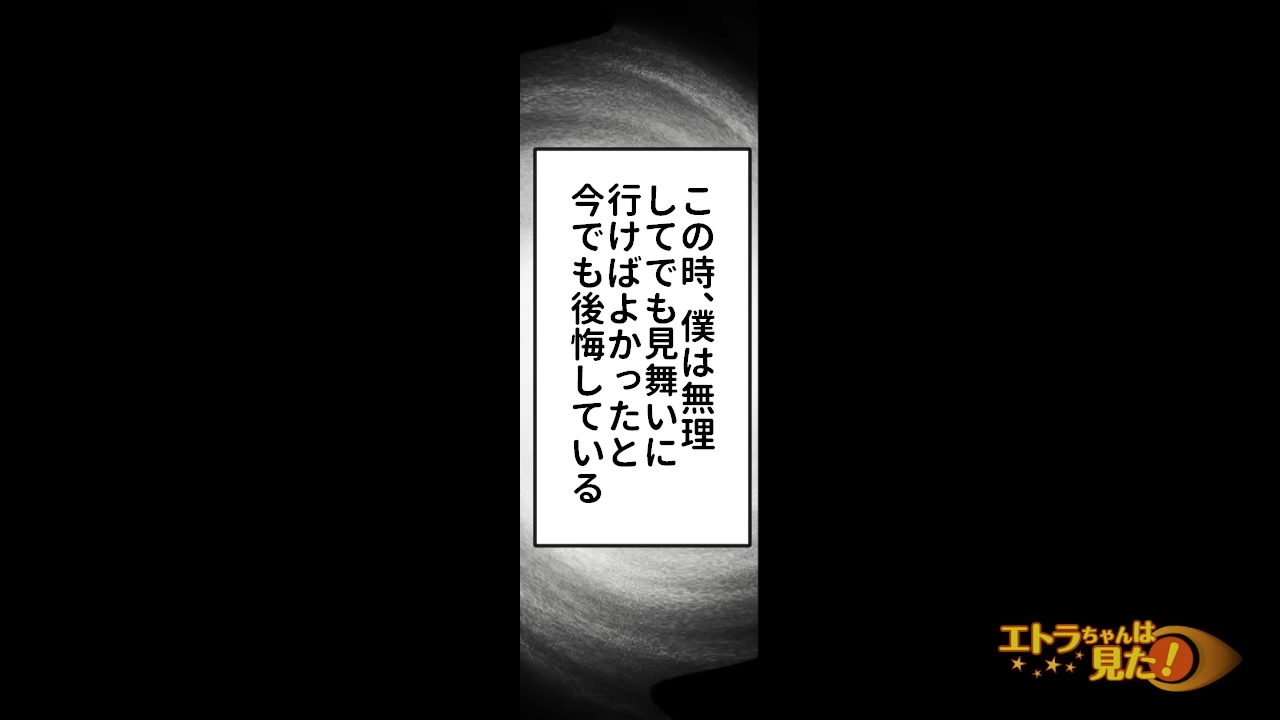 この時、僕は無理
してでも見舞いに
行けばよかったと
今でも後悔している
エトラちゃんは
見た!